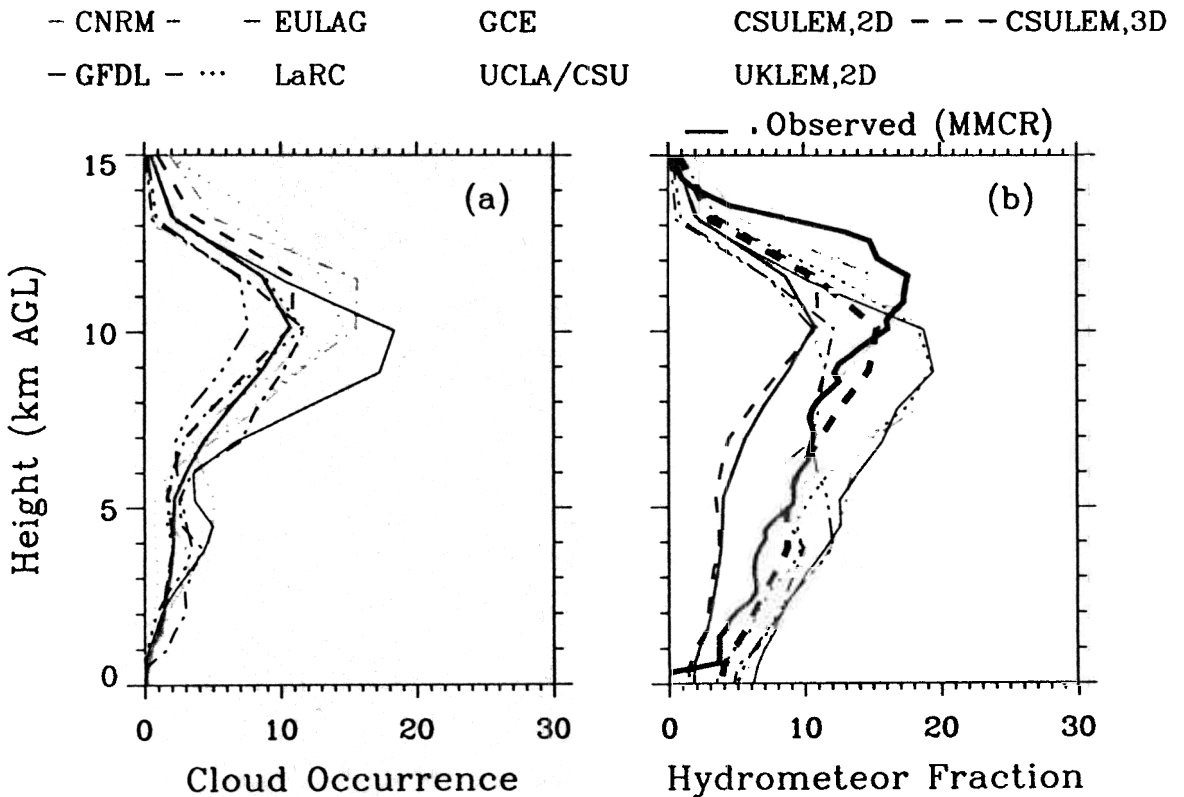 CNRM EULAG GCE CSULEM,2D CSULEM,3D
GFDL LaRC UCLA/CSU UKLEM,2D
Observed (MMCR)
15
(a)
(b)
10
5
0
Height (km AGL)
0 10 20 30
0 10 20 30
Cloud Occurrence
Hydrometeor Fraction